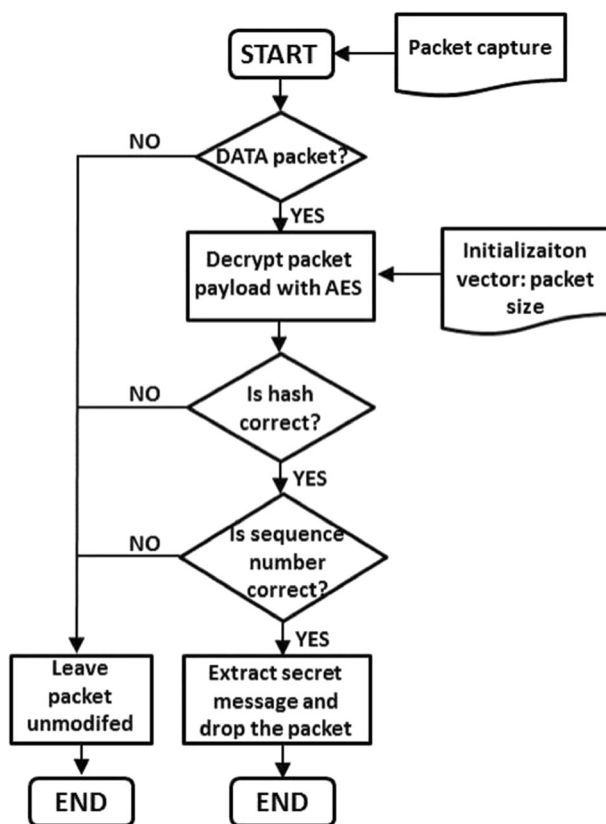 START
Packet capture
NO
DATA packet?
YES
Decrypt packet
payload with AES
Initializaiton
vector: packet
size
NO
Is hash
correct?
YES
NO
Is sequence
number
correct?
YES
Leave
packet
unmodifed
Extract secret
message and
drop the packet
END
END